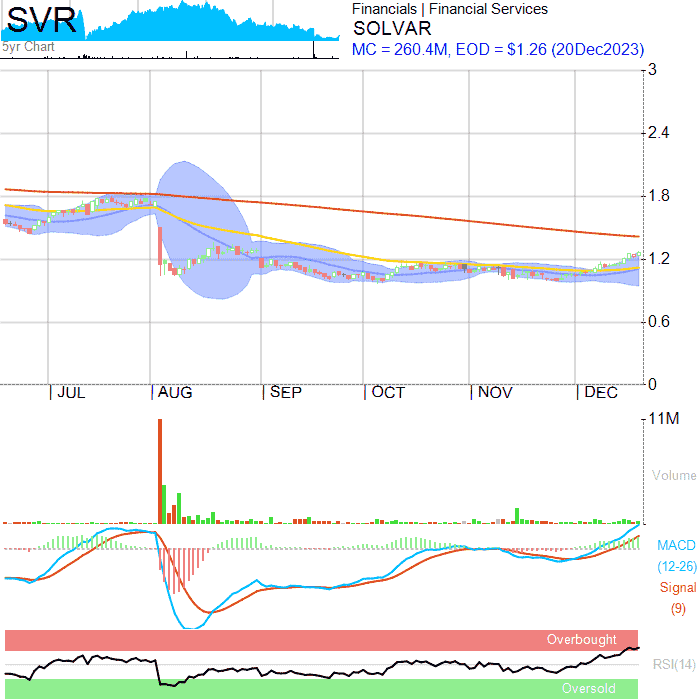 SVR
5yr Chart
Financials | Financial Services
SOLVAR
MC = 260.4M, EOD = $1.26 (20Dec2023)
3
2.4
1.8
1.2
0.6
0
JUL AUG SEP OCT NOV DEC
11M
Volume
MACD
(12-26)
Signal
(9)
Overbought
RSI(14)
Oversold